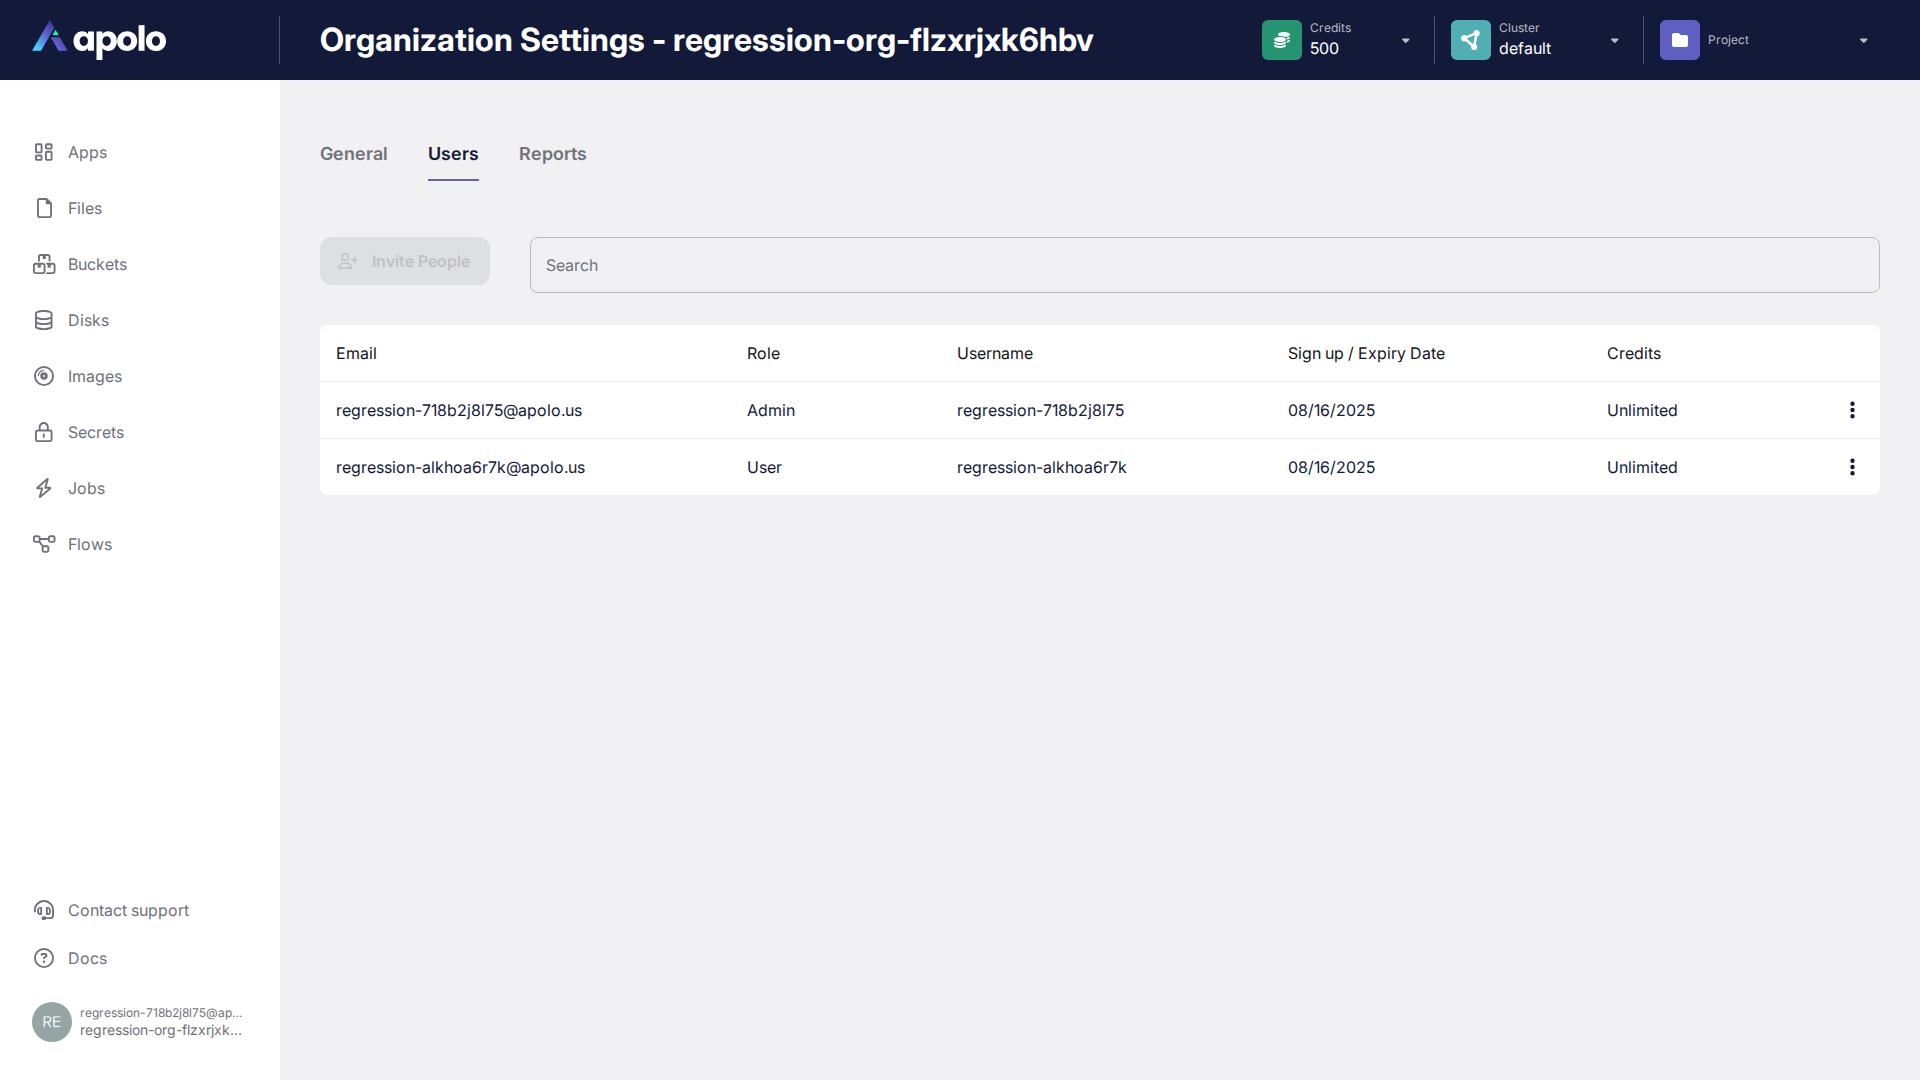 apolo
Organization Settings - regression-org-flzxrjxk6hbv
Credits
500
Cluster
default
Project
Apps
Files
Buckets
Disks
Images
Secrets
Jobs
Flows
General Users Reports
Invite People
Search
Email Role Username Sign up / Expiry Date Credits
regression-718b2j8l75@apolo.us Admin regression-718b2j8l75 08/16/2025 Unlimited
regression-alkhoa6r7k@apolo.us User regression-alkhoa6r7k 08/16/2025 Unlimited
Contact support
Docs
RE
regression-718b2j8l75@ap...
regression-org-flzxrjxk...